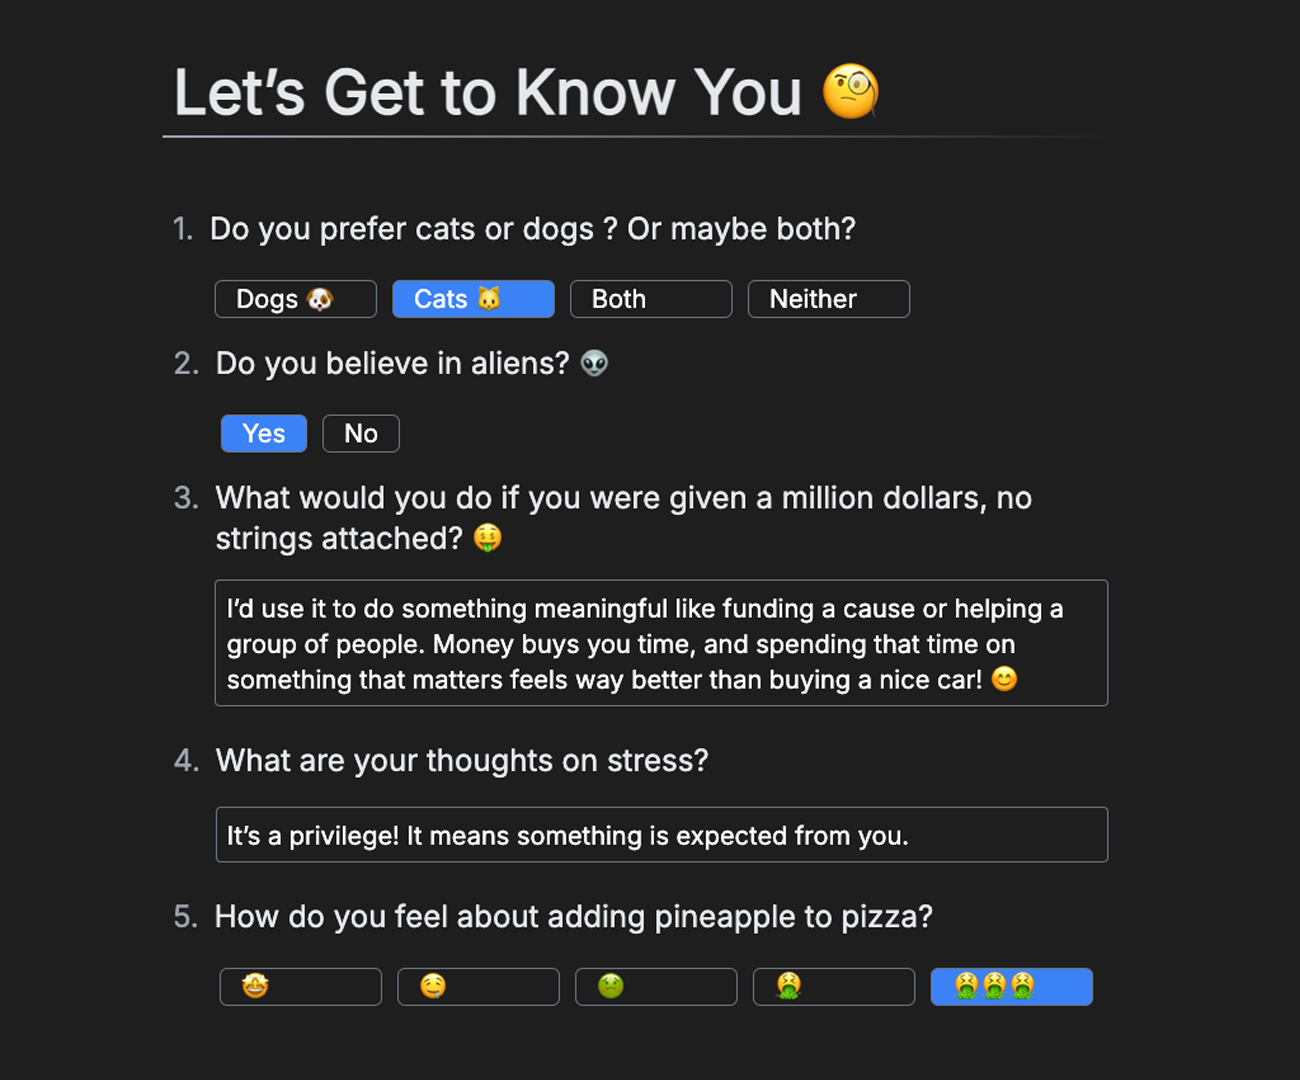 Let’s Get to Know You 🧐
1. Do you prefer cats or dogs ? Or maybe both?
Dogs 🐶 Cats 🐱 Both Neither
2. Do you believe in aliens? 👽
Yes No
3. What would you do if you were given a million dollars, no
strings attached? 🤑
I’d use it to do something meaningful like funding a cause or helping a
group of people. Money buys you time, and spending that time on
something that matters feels way better than buying a nice car! 😊
4. What are your thoughts on stress?
It’s a privilege! It means something is expected from you.
5. How do you feel about adding pineapple to pizza?
🤩 🤤 🤢 🤮 🤮🤮🤮